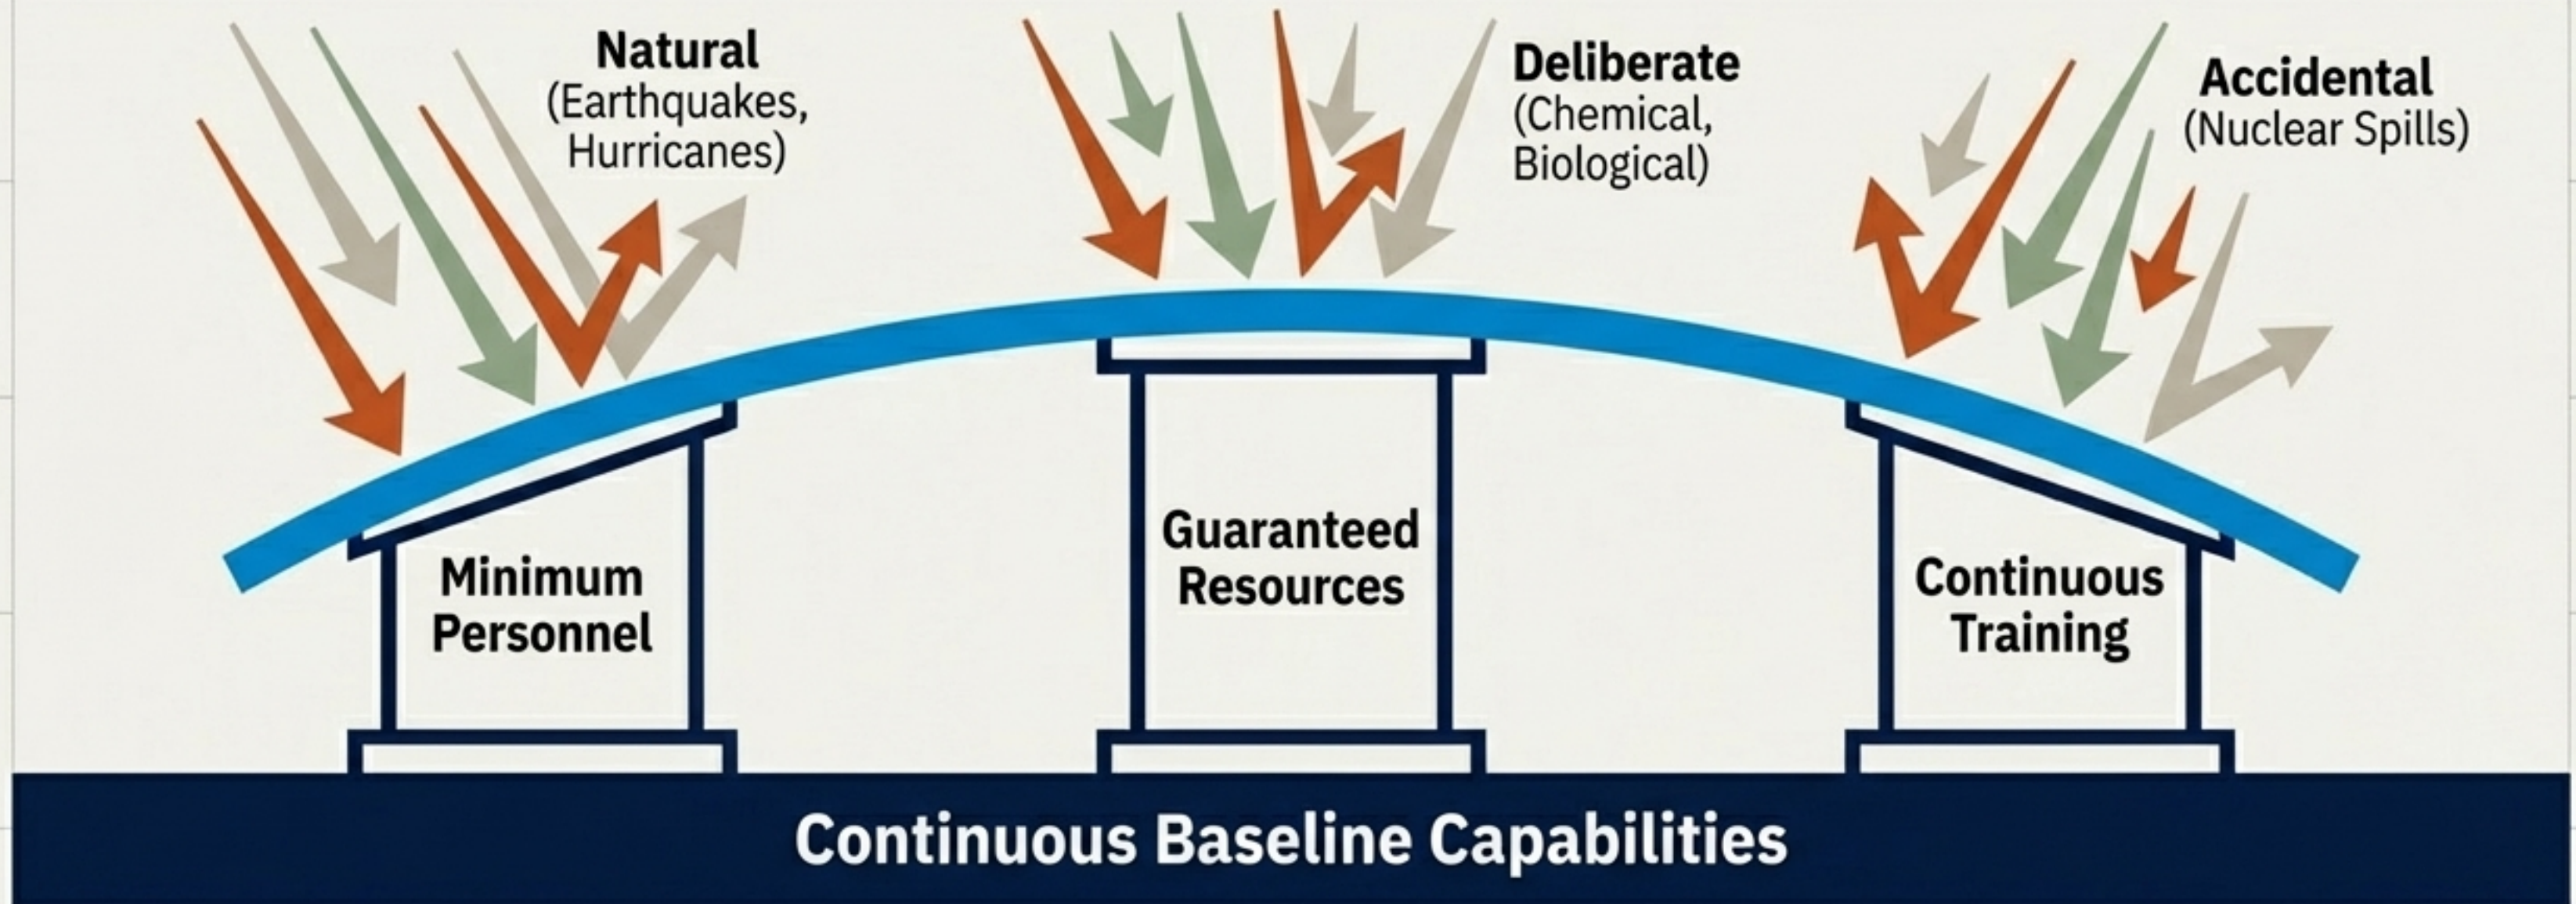 Natural
(Earthquakes,
Hurricanes)
Deliberate
(Chemical,
Biological)
Accidental
(Nuclear Spills)
Minimum
Personnel
Guaranteed
Resources
Continuous
Training
Continuous Baseline Capabilities